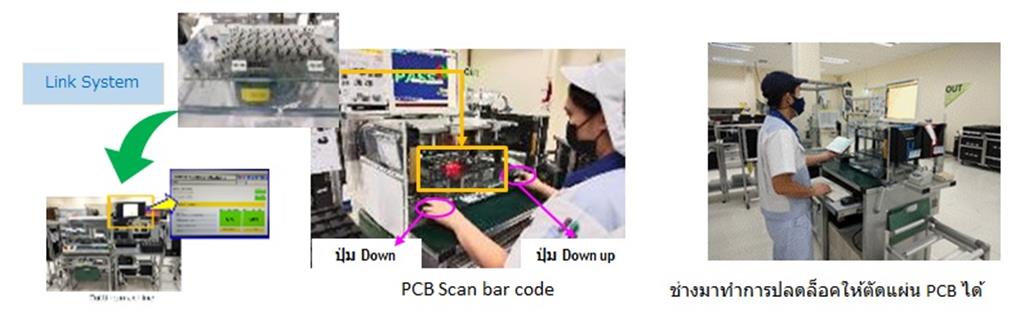 Link System
PASS
ปุ่ม Down
ปุ่ม Down up
PCB Scan bar code
OUT
ช่างมาทำการปลดล็อคให้ตัดแผ่น PCB ได้